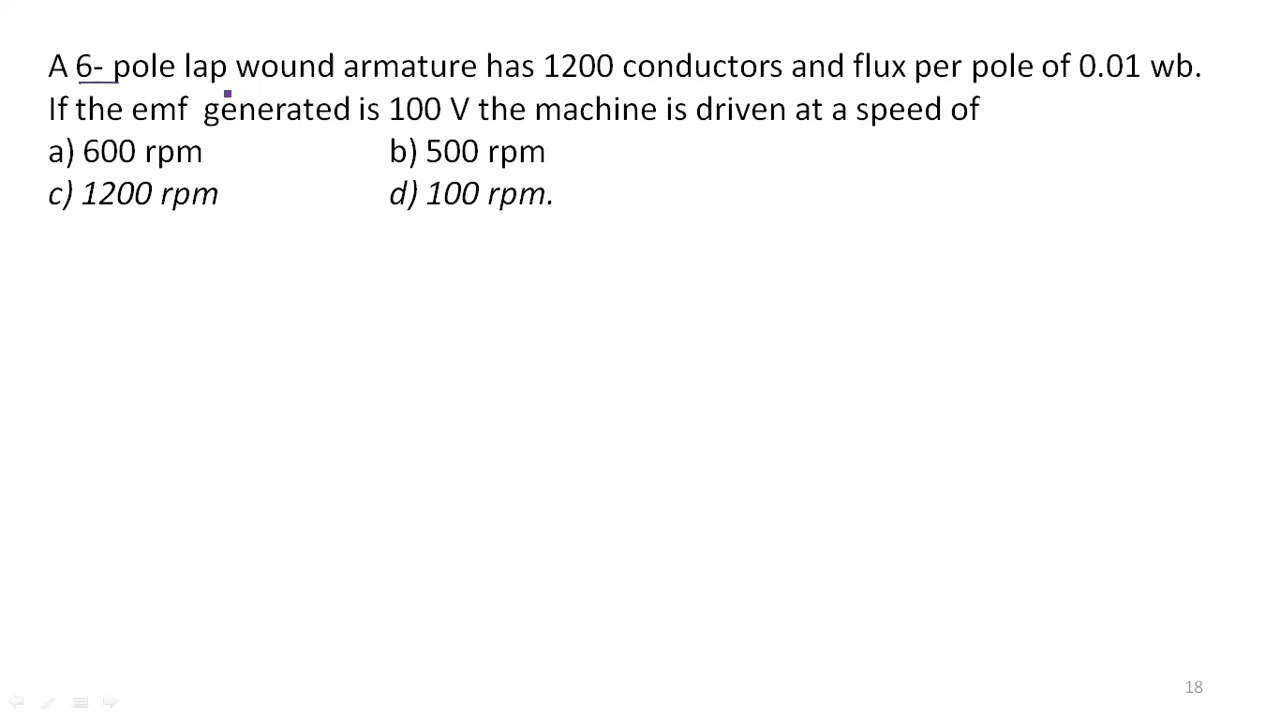 A 6- pole lap wound armature has 1200 conductors and flux per pole of 0.01 wb.
If the emf generated is 100 V the machine is driven at a speed of
a) 600 rpm b) 500 rpm
c) 1200 rpm d) 100 rpm.
18